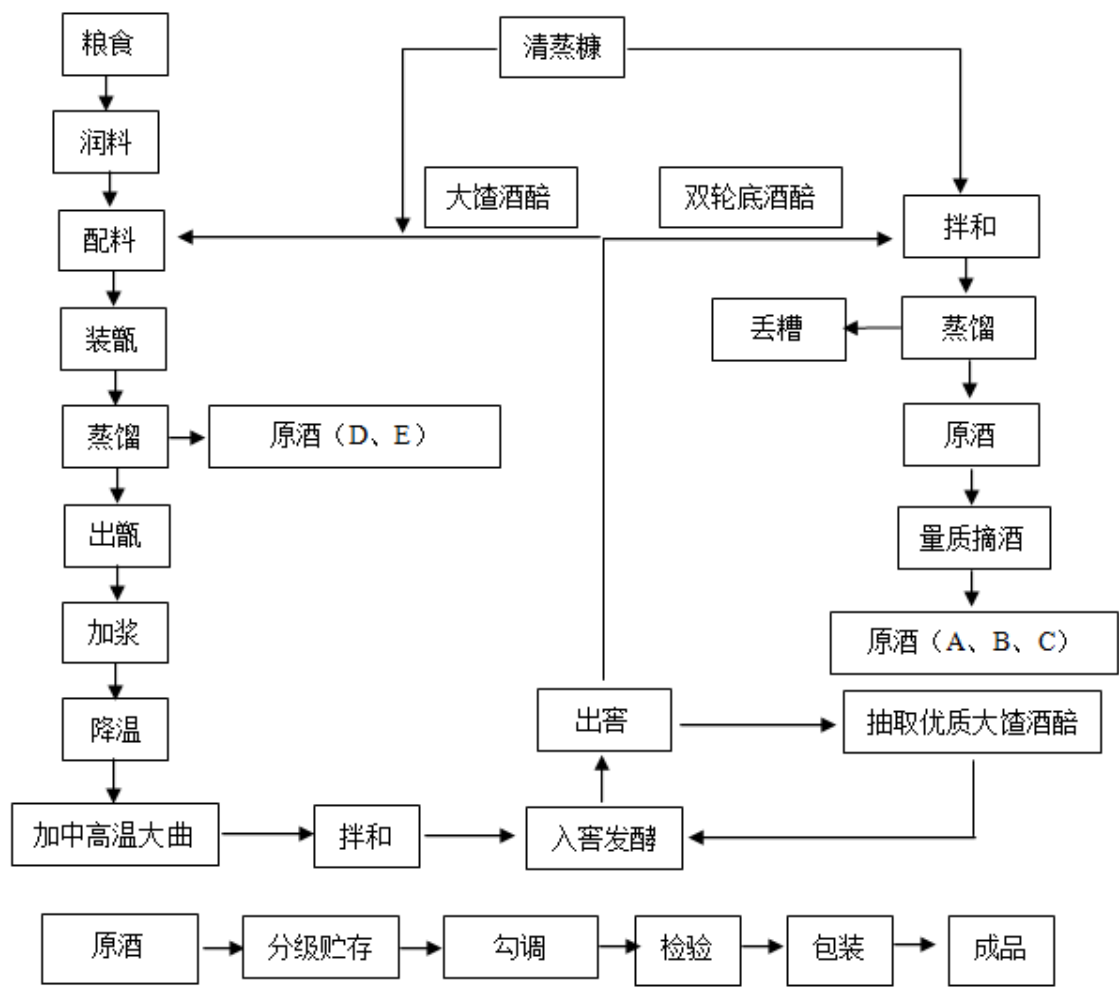 粮食
清蒸糠
润料
大馇酒醅
双轮底酒醅
配料
拌和
装甑
丢糟
蒸馏
蒸馏
原酒（D、E）
原酒
出甑
量质摘酒
加浆
原酒（A、B、C）
降温
出窖
抽取优质大馇酒醅
加中高温大曲
拌和
入窖发酵
原酒
分级贮存
勾调
检验
包装
成品